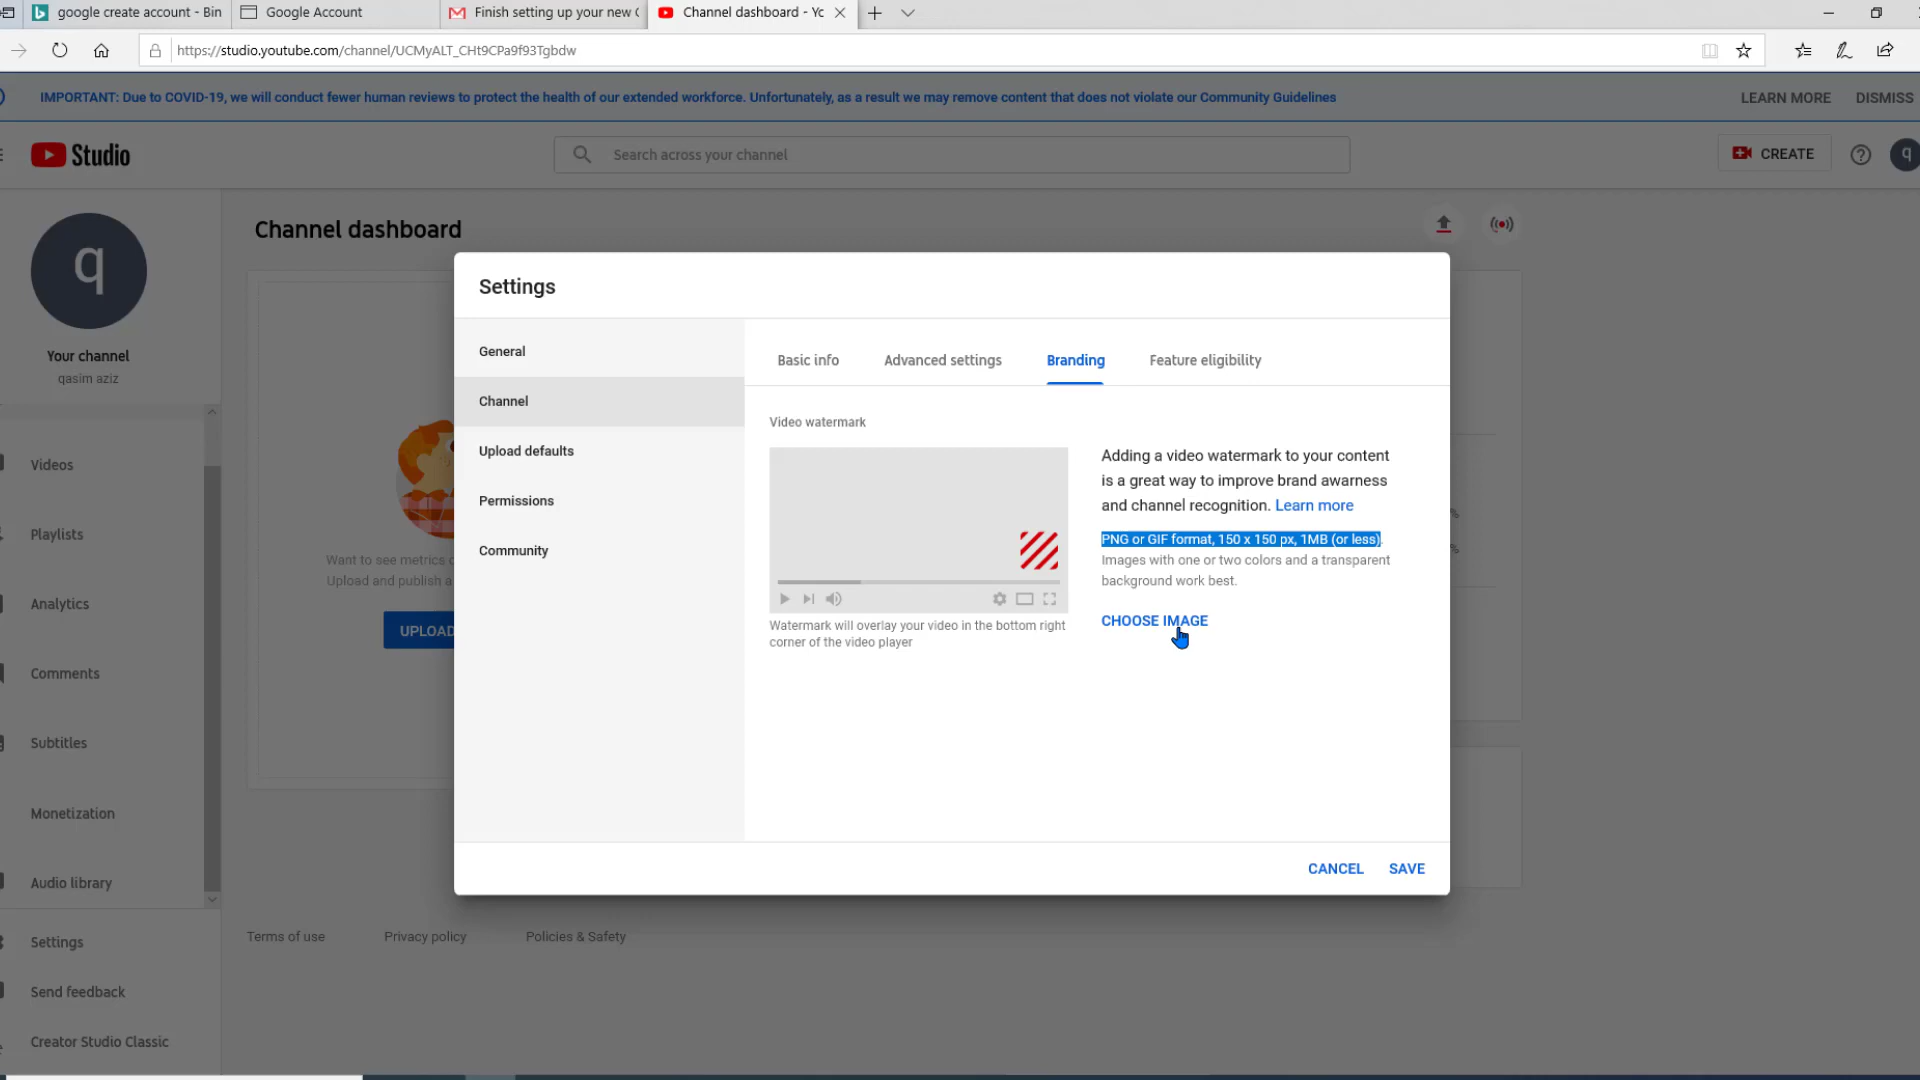 google create account - Bin
Google Account
Finish setting up your new
Channel dashboard - Yo
https://studio.youtube.com/channel/UCMyALT_CHt9CPa9f93Tgbdw
IMPORTANT: Due to COVID-19, we will conduct fewer human reviews to protect the health of our extended workforce. Unfortunately, as a result we may remove content that does not violate our Community Guidelines
LEARN MORE
DISMISS
Studio
Search across your channel
CREATE
q
q
Your channel
qasim aziz
Videos
Playlists
Analytics
Comments
Subtitles
Monetization
Audio library
Settings
Send feedback
Creator Studio Classic
Channel dashboard
Want to see metrics
Upload and publish a
UPLOAD
Settings
General
Channel
Upload defaults
Permissions
Community
Basic info
Advanced settings
Branding
Feature eligibility
Video watermark
Watermark will overlay your video in the bottom right
corner of the video player
Adding a video watermark to your content
is a great way to improve brand awarness
and channel recognition. Learn more
PNG or GIF format, 150 x 150 px, 1MB (or less).
Images with one or two colors and a transparent
background work best.
CHOOSE IMAGE
CANCEL
SAVE
%
%
Terms of use
Privacy policy
Policies & Safety